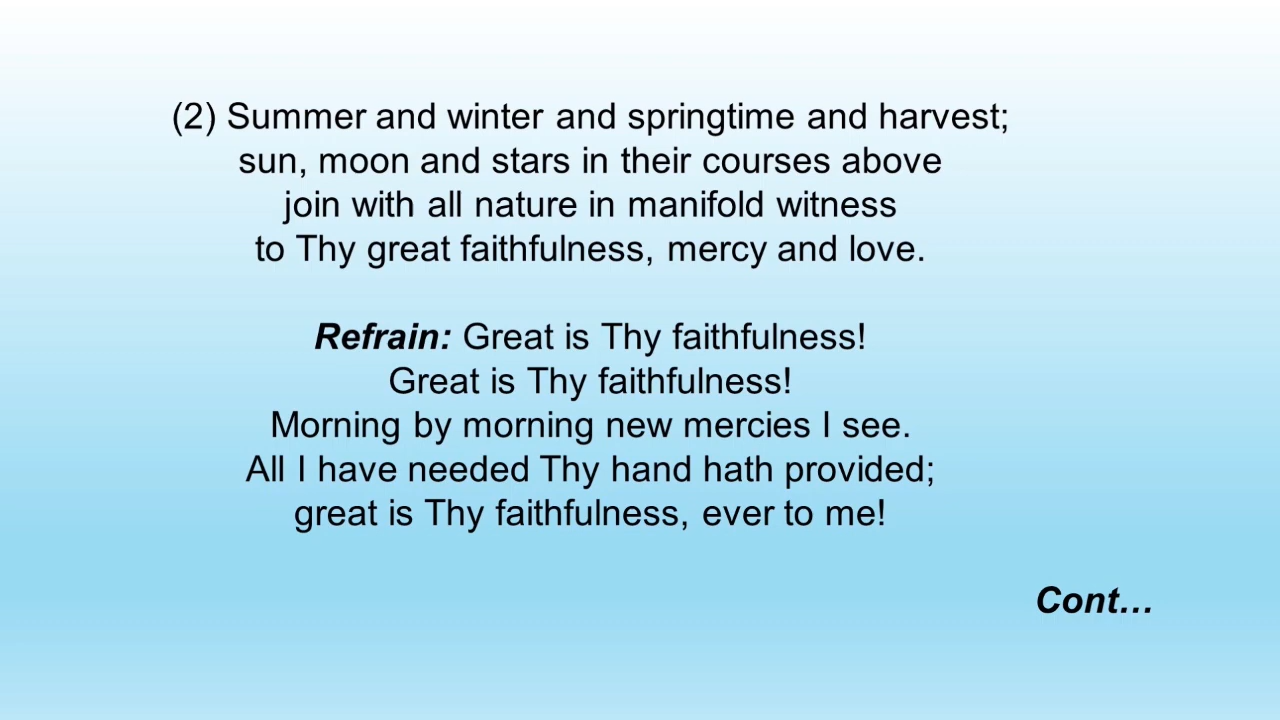 (2) Summer and winter and springtime and harvest;
sun, moon and stars in their courses above
join with all nature in manifold witness
to Thy great faithfulness, mercy and love.
Refrain: Great is Thy faithfulness!
Great is Thy faithfulness!
Morning by morning new mercies I see.
All I have needed Thy hand hath provided;
great is Thy faithfulness, ever to me!
Cont…